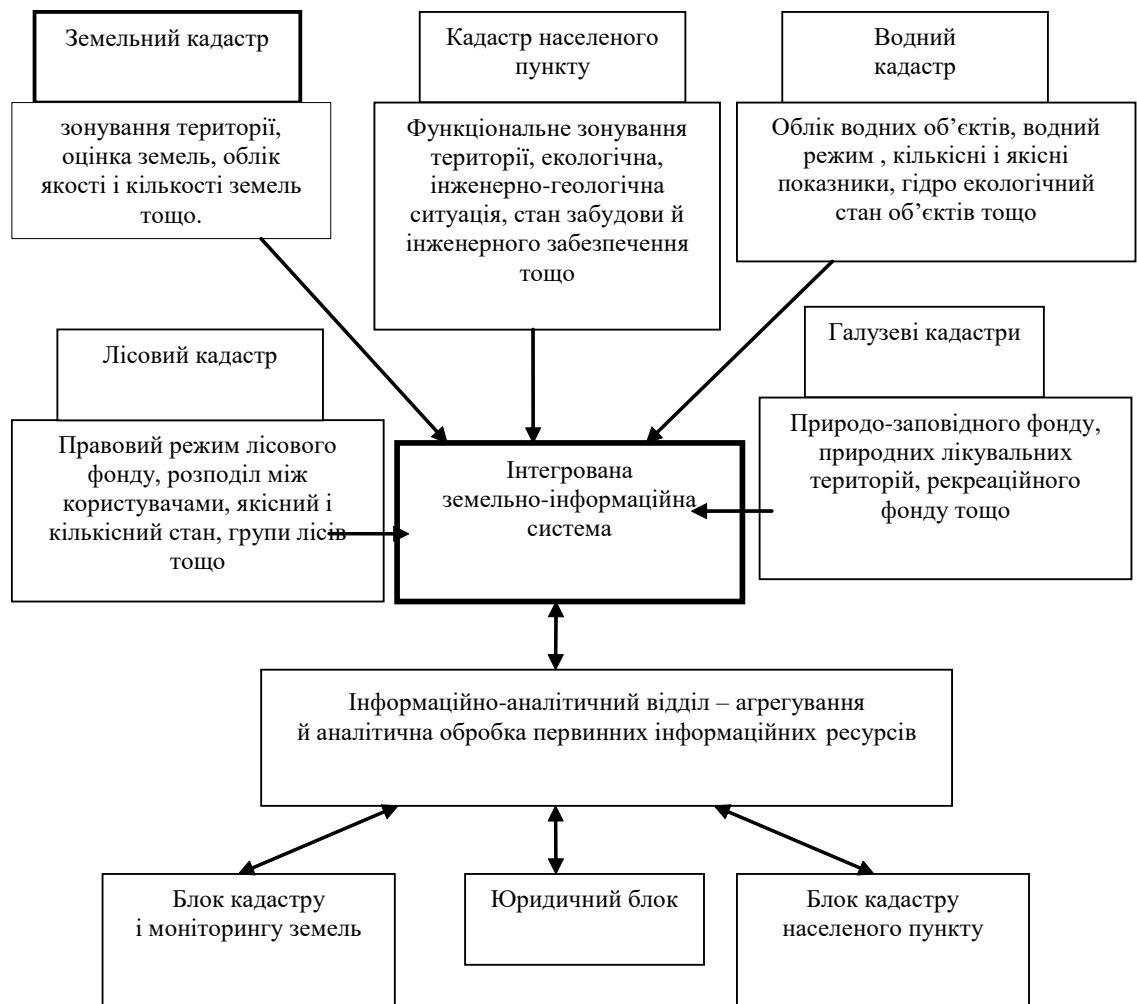 Земельний кадастр
зонування території,
оцінка земель, облік
якості і кількості земель
тощо.
Кадастр населеного
пункту
Функціональне зонування
території, екологічна,
інженерно-геологічна
ситуація, стан забудови й
інженерного забезпечення
тощо
Водний
кадастр
Облік водних об’єктів, водний
режим , кількісні і якісні
показники, гідро екологічний
стан об’єктів тощо
Лісовий кадастр
Правовий режим лісового
фонду, розподіл між
користувачами, якісний і
кількісний стан, групи лісів
тощо
Інтегрована
земельно-інформаційна
система
Галузеві кадастри
Природо-заповідного фонду,
природних лікувальних
територій, рекреаційного
фонду тощо
Інформаційно-аналітичний відділ – агрегування
й аналітична обробка первинних інформаційних ресурсів
Блок кадастру
і моніторингу земель
Юридичний блок
Блок кадастру
населеного пункту